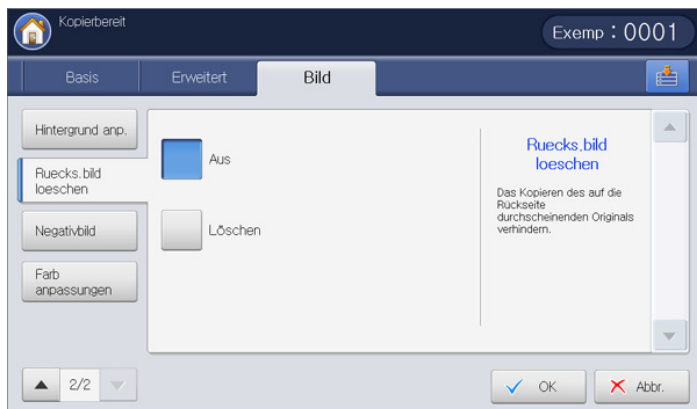 Kopierbereit
Exemp : 0001
Basis
Erweitert
Bild
Hintergrund anp.
Ruecks.bild
loeschen
Negativbild
Farb
anpassungen
2/2
Aus
Löschen
Ruecks.bild
loeschen
Das Kopieren des auf die
Rückseite
durchscheinenden Originals
verhindern.
OK
Abbr.